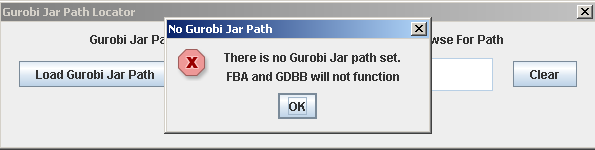 Gurobi Jar Path Locator
No Gurobi Jar Path
Gurobi Jar Pa
wse For Path
There is no Gurobi Jar path set.
FBA and GDBB will not function
Load Gurobi Jar Path
Clear
OK